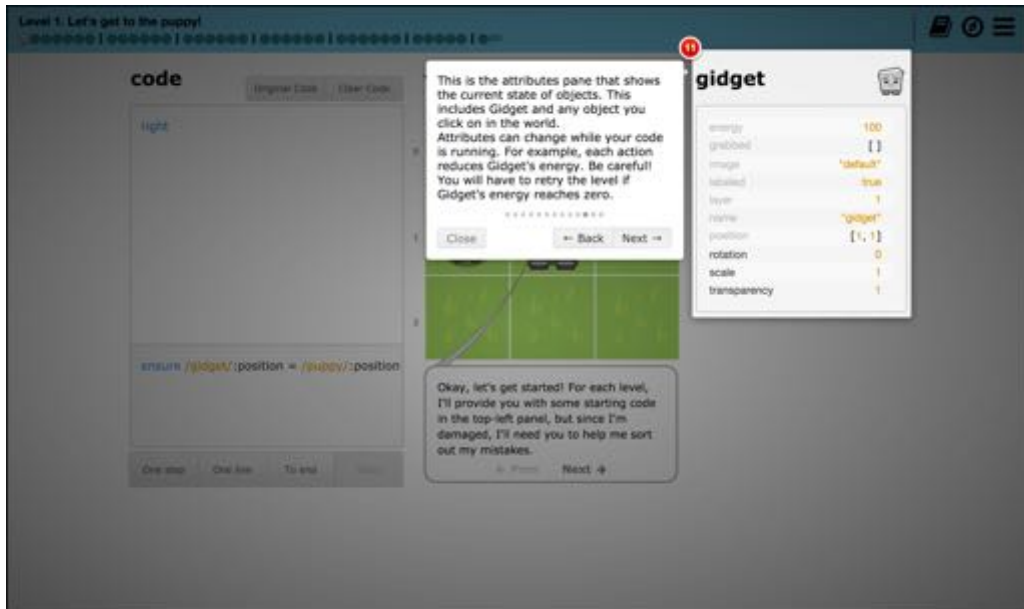 Level 1. Let's get to the puppy!
code
Original Code
Clear Code
right
ensure /gidget/:position = /puppy/:position
One step
One line
To end
This is the attributes pane that shows
the current state of objects. This
includes Gidget and any object you
click on in the world.
Attributes can change while your code
is running. For example, each action
reduces Gidget's energy. Be careful!
You will have to retry the level if
Gidget's energy reaches zero.
Close
← Back
Next →
0
1
2
Okay, let's get started! For each level,
I'll provide you with some starting code
in the top-left panel, but since I'm
damaged, I'll need you to help me sort
out my mistakes.
← Prev
Next →
11
gidget
energy 100
grabbed [ ]
image "default"
labeled true
layer 1
name "gidget"
position [1, 1]
rotation 0
scale 1
transparency 1